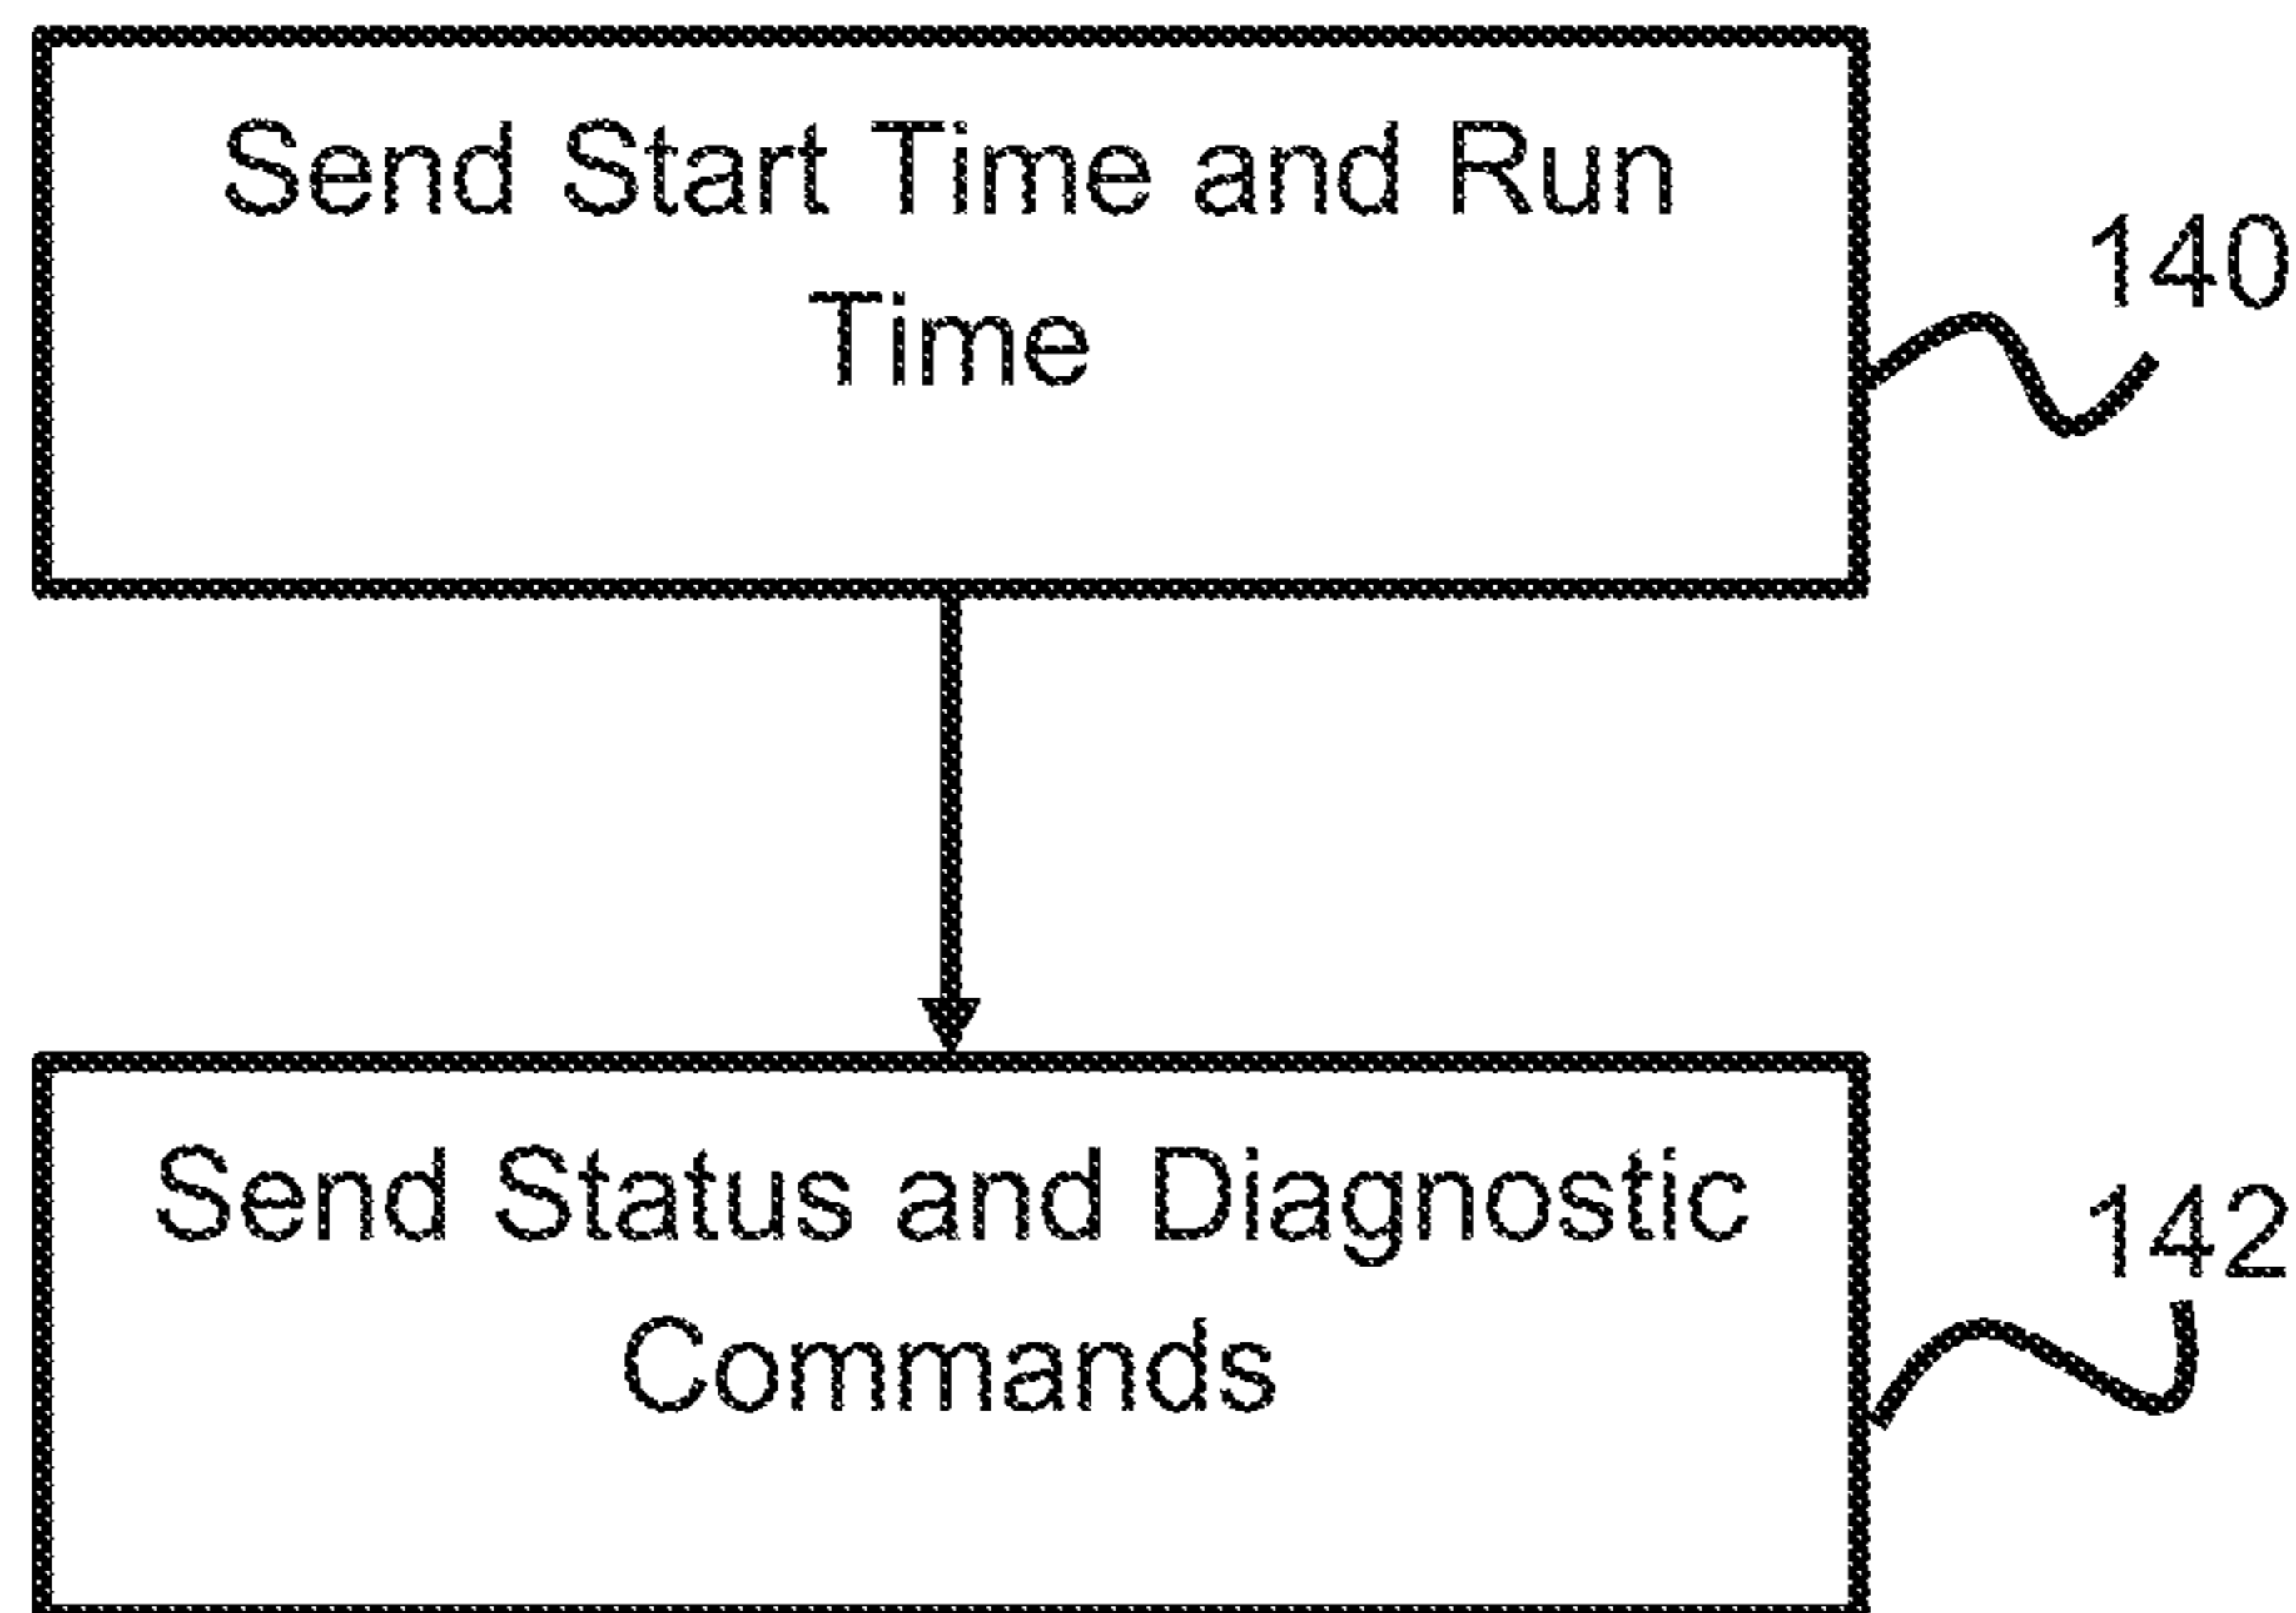 Send Start Time and Run
Time
140
Send Status and Diagnostic
Commands
142